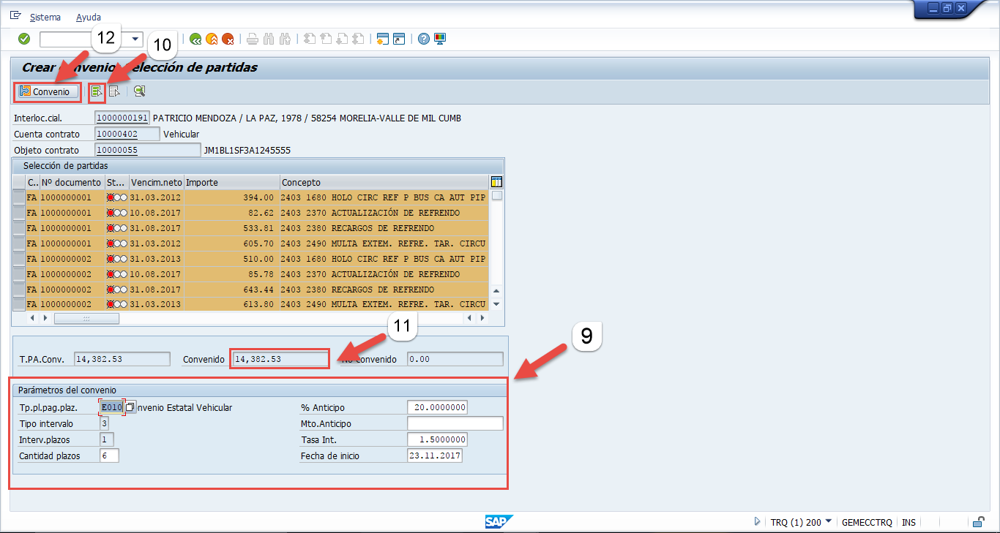 Sistema Ayuda
12
10
Crear convenio: Selección de partidas
Convenio
Interloc.cial. 1000000191 PATRICIO MENDOZA / LA PAZ, 1978 / 58254 MORELIA-VALLE DE MIL CUMB
Cuenta contrato 10000402 Vehicular
Objeto contrato 10000055 JM1BL1SF3A1245555
Selección de partidas
C.. Nº documento St... Vencim.neto Importe Concepto
FA 1000000001 31.03.2012 394.00 2403 1680 HOLO CIRC REF P BUS CA AUT PIP
FA 1000000001 10.08.2017 82.62 2403 2370 ACTUALIZACIÓN DE REFRENDO
FA 1000000001 31.08.2017 533.81 2403 2380 RECARGOS DE REFRENDO
FA 1000000001 31.03.2012 605.70 2403 2490 MULTA EXTEM. REFRE. TAR. CIRCU
FA 1000000002 31.03.2013 510.00 2403 1680 HOLO CIRC REF P BUS CA AUT PIP
FA 1000000002 10.08.2017 85.78 2403 2370 ACTUALIZACIÓN DE REFRENDO
FA 1000000002 31.08.2017 643.44 2403 2380 RECARGOS DE REFRENDO
FA 1000000002 31.03.2013 613.80 2403 2490 MULTA EXTEM. REFRE. TAR. CIRCU
11
9
T.PA.Conv. 14,382.53 Convenido 14,382.53 No convenido 0.00
Parámetros del convenio
Tp.pl.pag.plaz. E010 nvenio Estatal Vehicular % Anticipo 20.0000000
Tipo intervalo 3 Mto.Anticipo
Interv.plazos 1 Tasa Int. 1.5000000
Cantidad plazos 6 Fecha de inicio 23.11.2017
SAP TRQ (1) 200 GEMECCTRQ INS